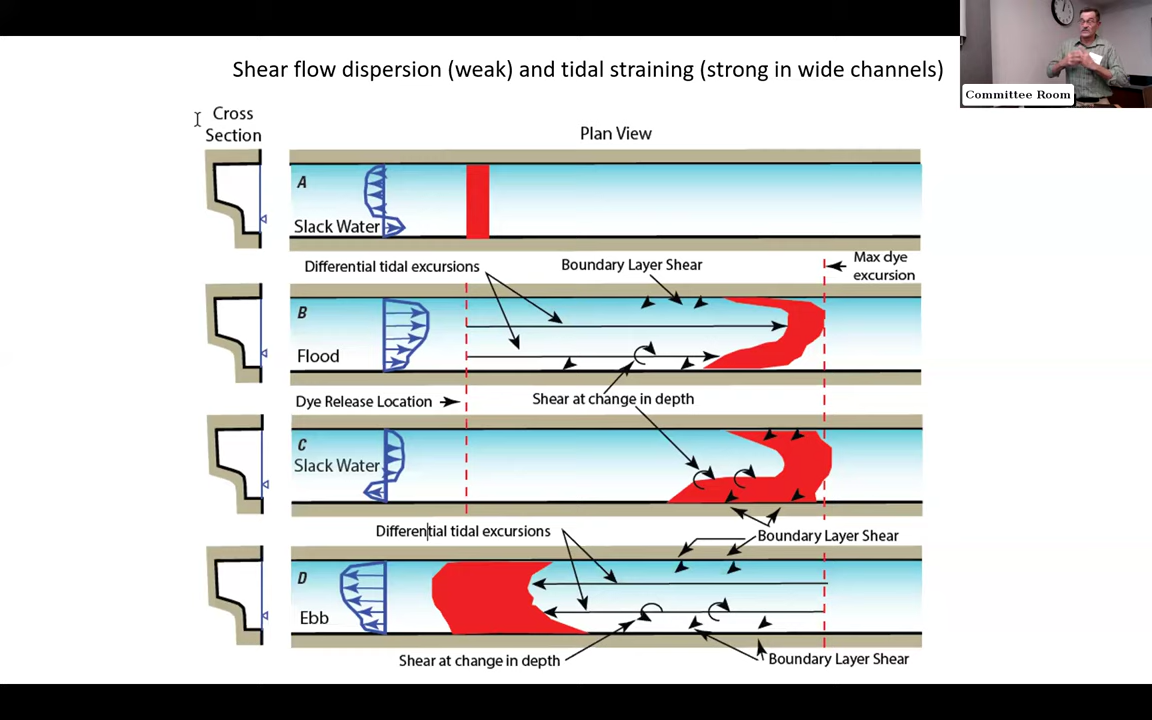 Shear flow dispersion (weak) and tidal straining (strong in wide channels)
Committee Room
Cross
Section
Plan View
A
Slack Water
Differential tidal excursions
Boundary Layer Shear
Max dye
excursion
B
Flood
Dye Release Location
Shear at change in depth
C
Slack Water
Differential tidal excursions
Boundary Layer Shear
D
Ebb
Shear at change in depth
Boundary Layer Shear